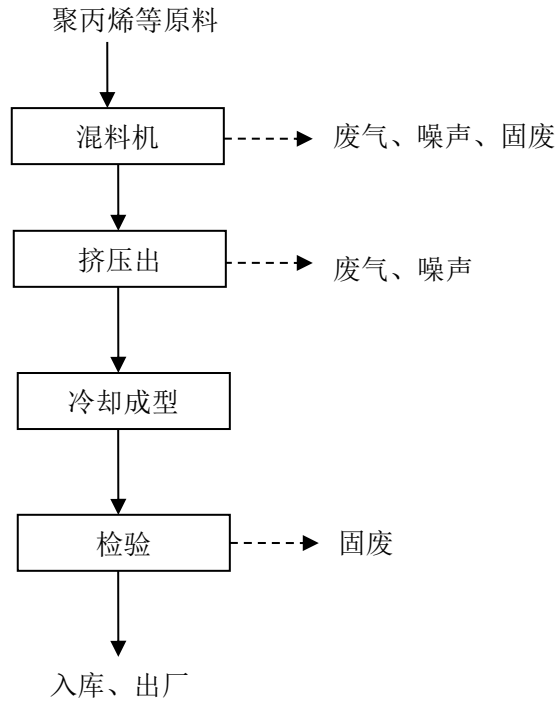 聚丙烯等原料
混料机
废气、噪声、固废
挤压出
废气、噪声
冷却成型
检验
固废
入库、出厂